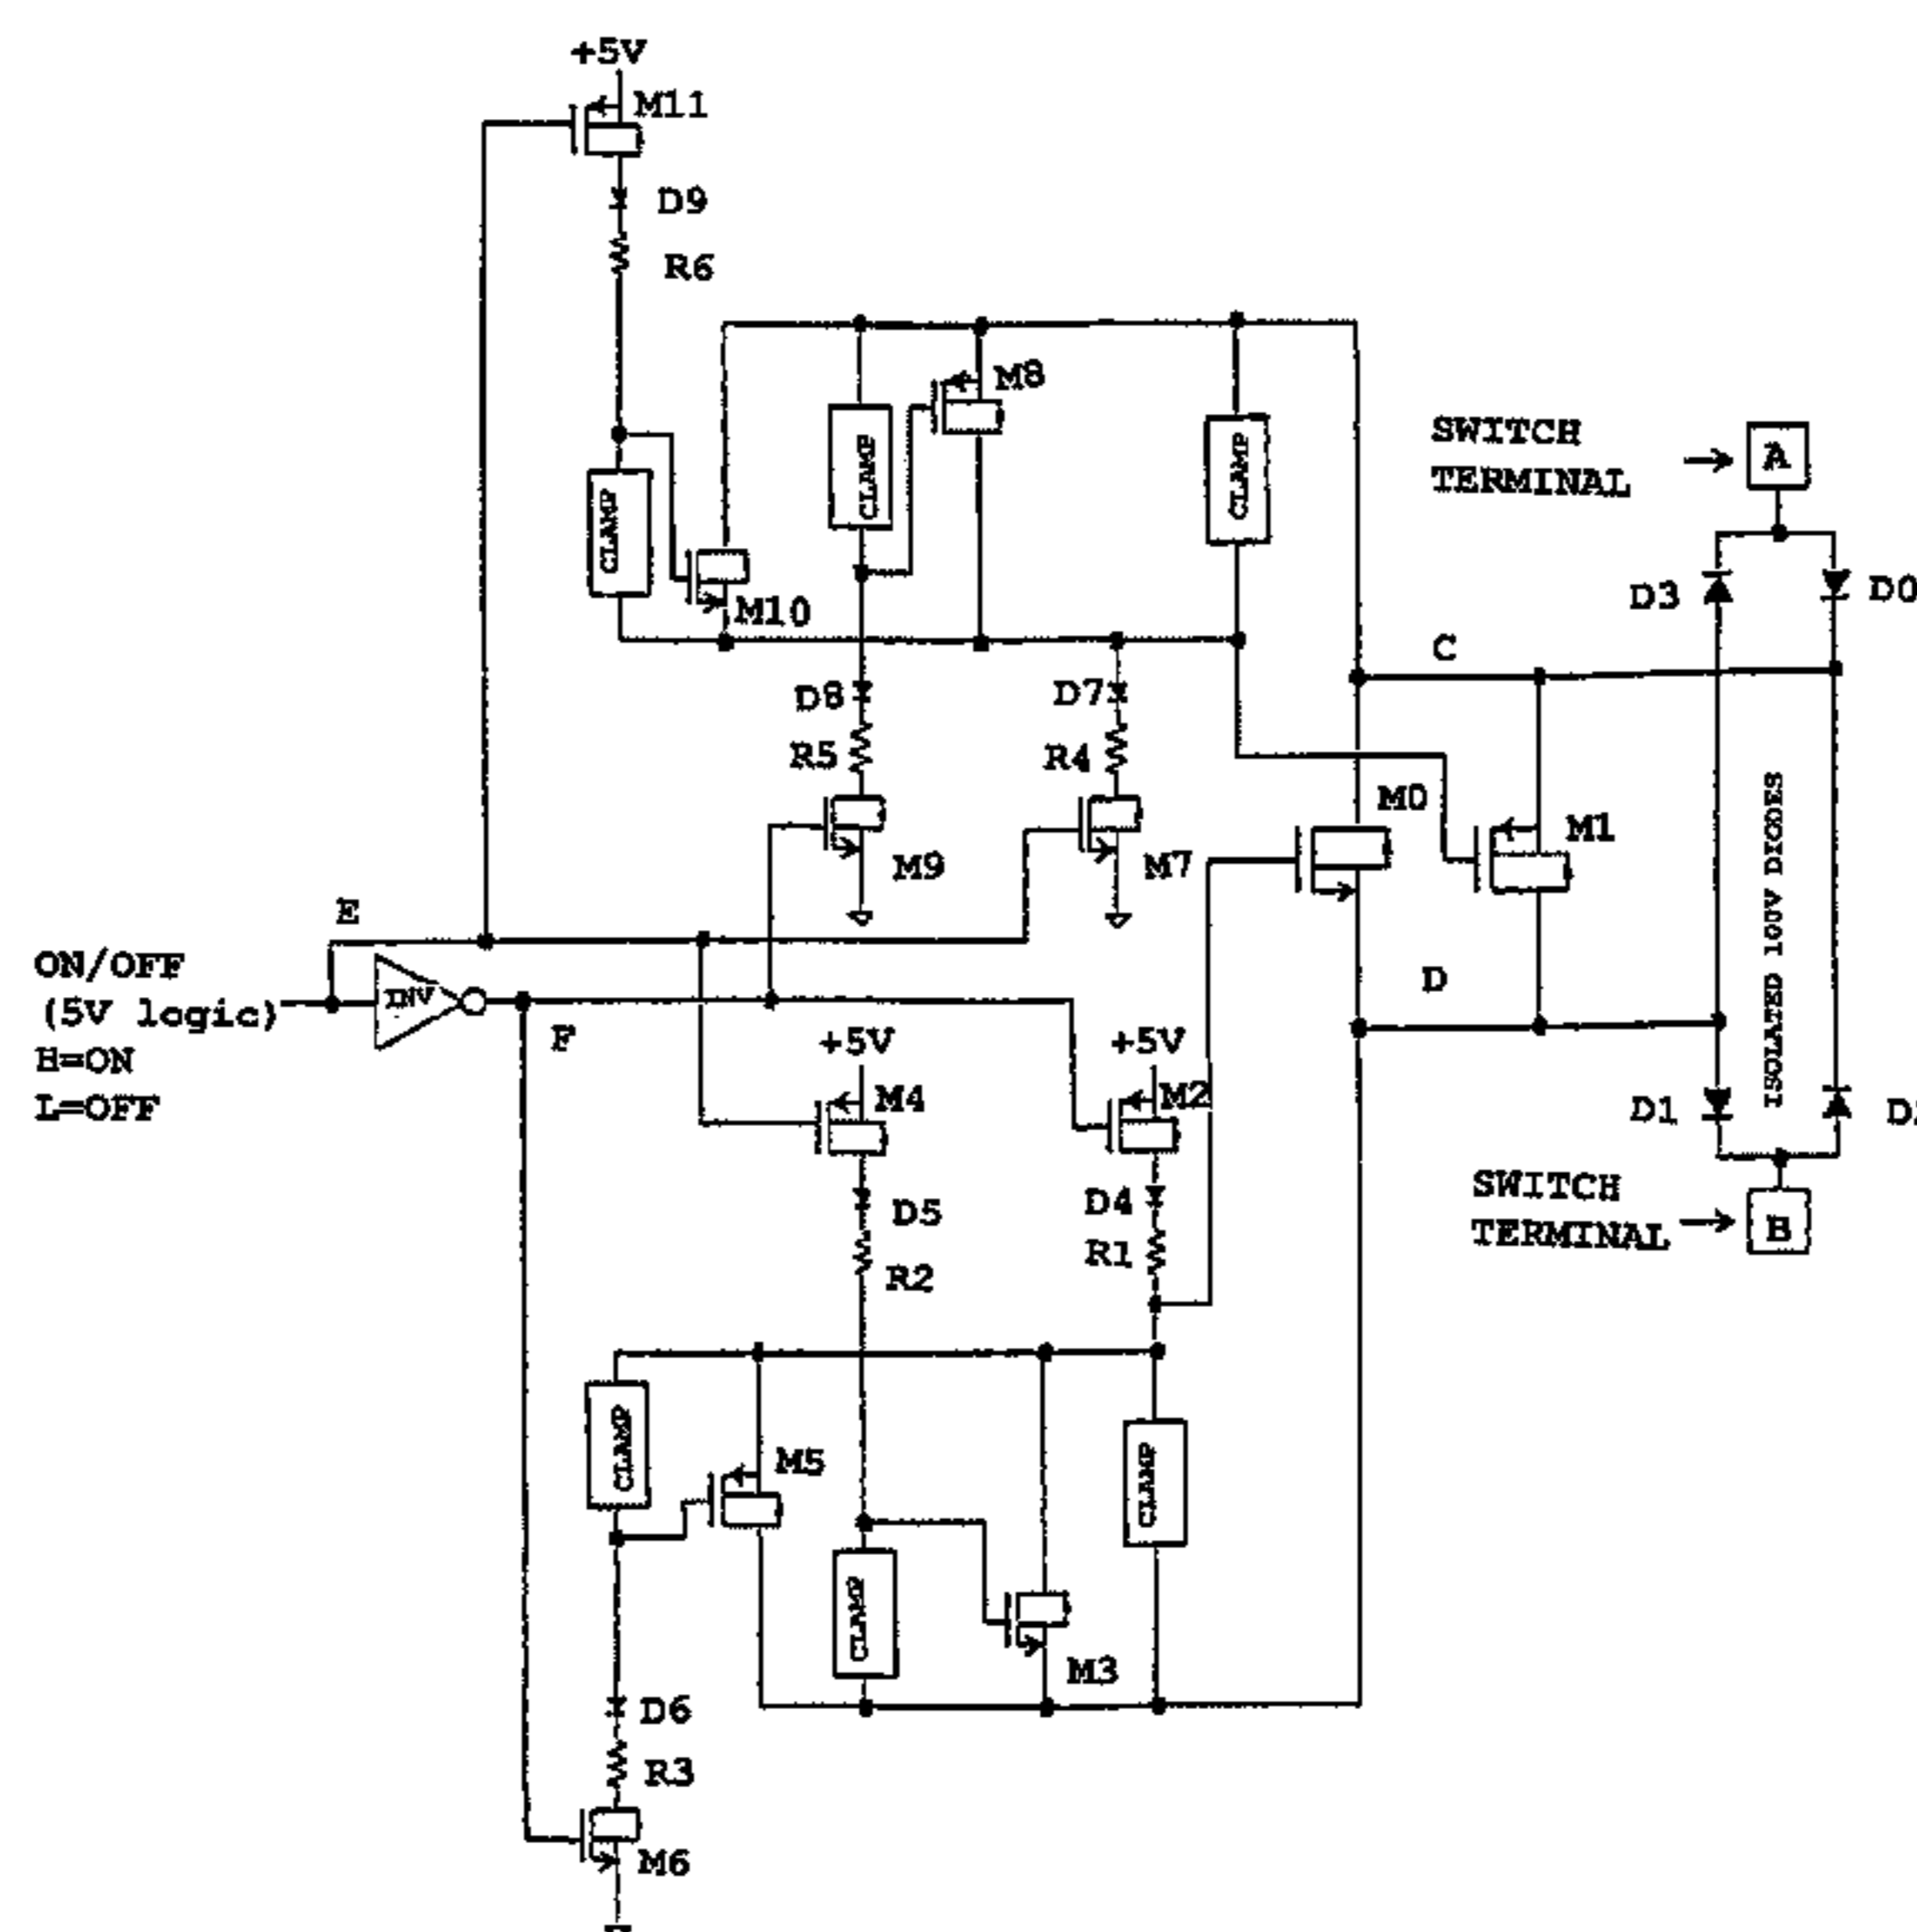 +5V
M11
D9
R6
M8
CLAMP
CLAMP
CLAMP
M10
SWITCH
TERMINAL
A
D3
D0
C
D8
D7
R5
R4
M9
M7
M0
M1
ISOLATED 100V DIODES
E
ON/OFF
(5V logic)
H=ON
L=OFF
INV
F
D
+5V
+5V
M4
M2
D5
D4
R2
R1
D1
SWITCH
TERMINAL
B
CLAMP
M5
CLAMP
CLAMP
M3
D6
R3
M6